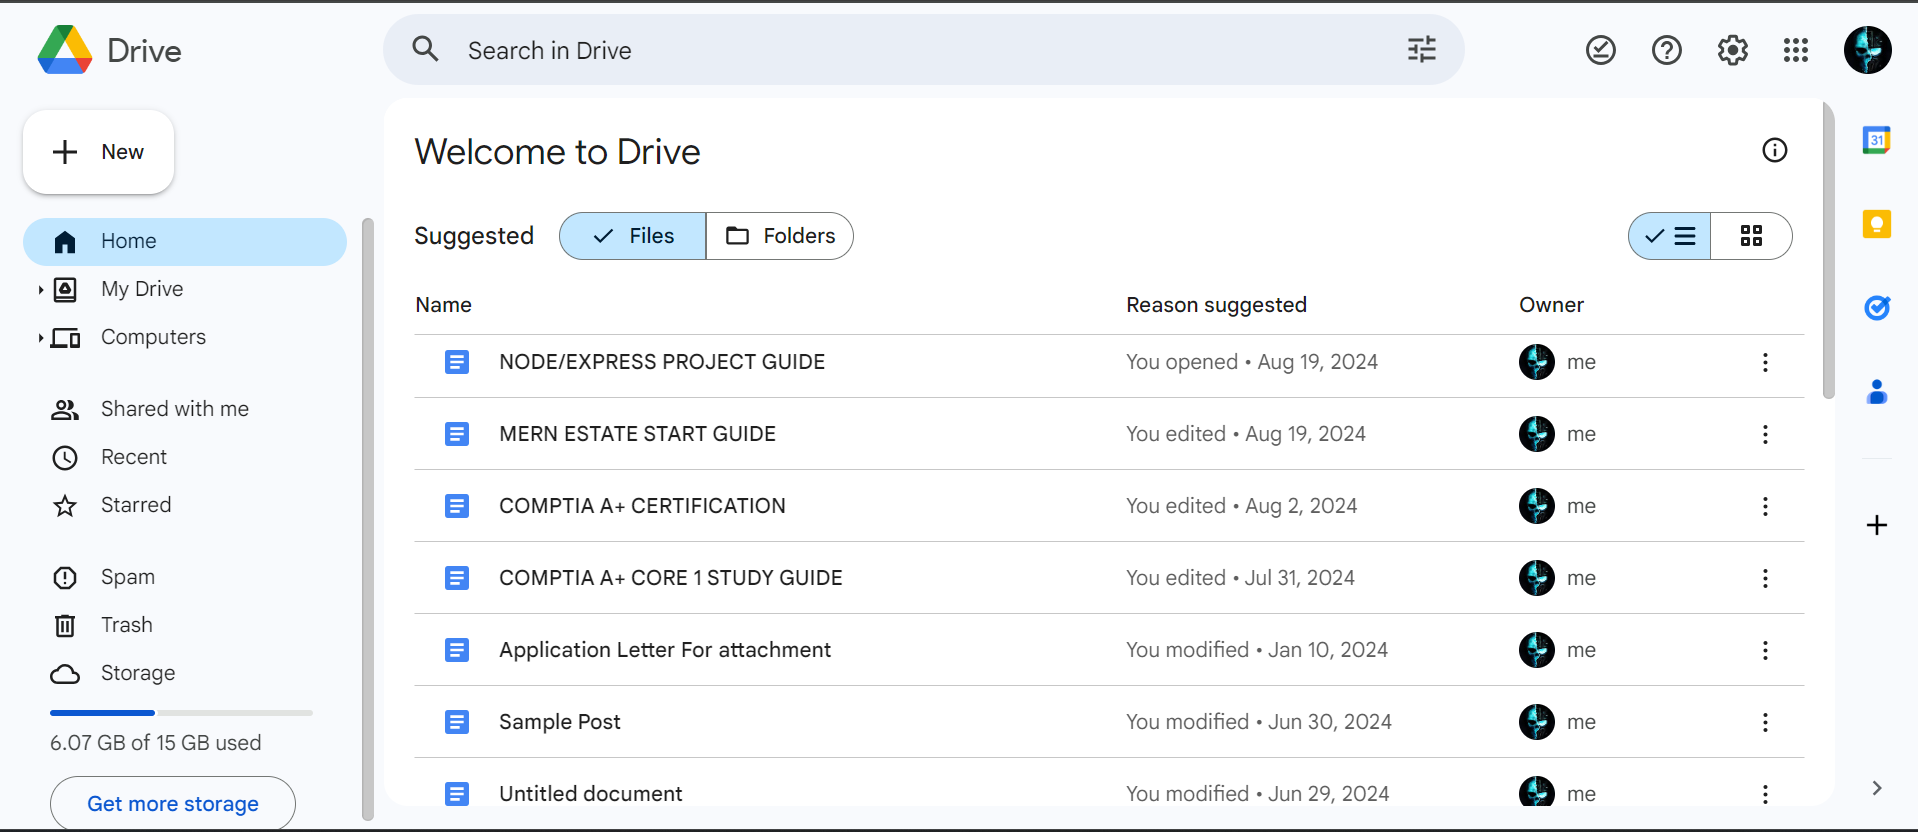 Drive
Search in Drive
New
Home
My Drive
Computers
Shared with me
Recent
Starred
Spam
Trash
Storage
6.07 GB of 15 GB used
Get more storage
Welcome to Drive
Suggested Files Folders
Name Reason suggested Owner
NODE/EXPRESS PROJECT GUIDE You opened • Aug 19, 2024 me
MERN ESTATE START GUIDE You edited • Aug 19, 2024 me
COMPTIA A+ CERTIFICATION You edited • Aug 2, 2024 me
COMPTIA A+ CORE 1 STUDY GUIDE You edited • Jul 31, 2024 me
Application Letter For attachment You modified • Jan 10, 2024 me
Sample Post You modified • Jun 30, 2024 me
Untitled document You modified • Jun 29, 2024 me
31